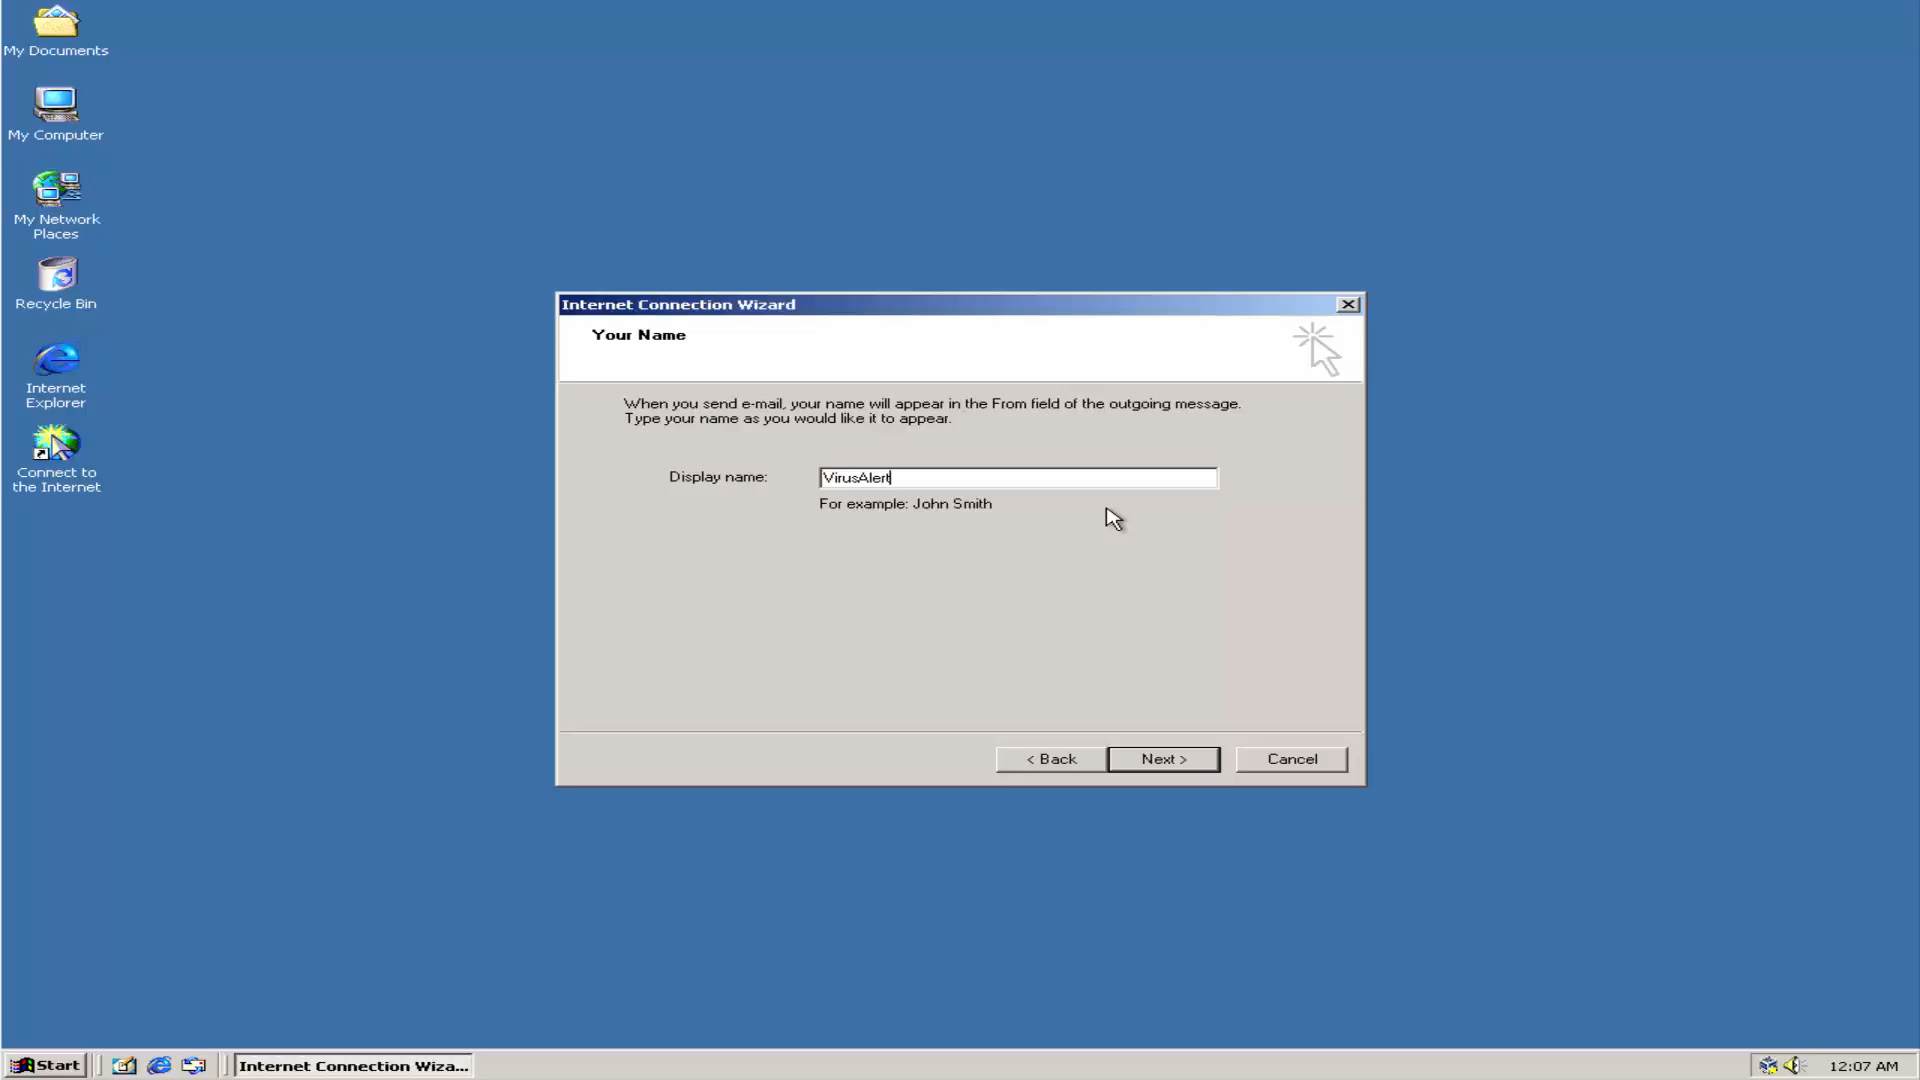 My Documents
My Computer
My Network
Places
Recycle Bin
Internet
Explorer
Connect to
the Internet
Internet Connection Wizard
Your Name
When you send e-mail, your name will appear in the From field of the outgoing message.
Type your name as you would like it to appear.
Display name:
VirusAlert
For example: John Smith
< Back
Next >
Cancel
Start
Internet Connection Wiza...
12:07 AM